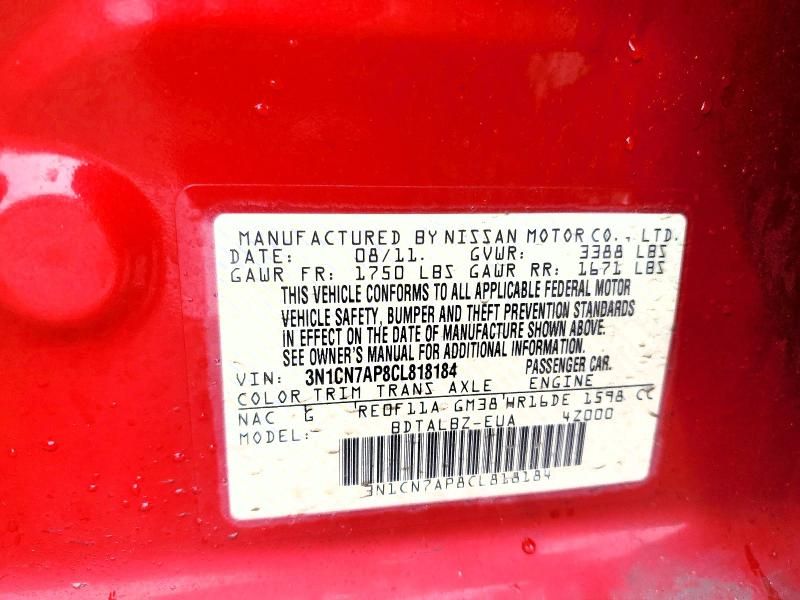 MANUFACTURED BY NISSAN MOTOR CO., LTD.
DATE: 08/11. GVWR: 3388 LBS
GAWR FR: 1750 LBS GAWR RR: 1671 LBS
THIS VEHICLE CONFORMS TO ALL APPLICABLE FEDERAL MOTOR
VEHICLE SAFETY, BUMPER AND THEFT PREVENTION STANDARDS
IN EFFECT ON THE DATE OF MANUFACTURE SHOWN ABOVE.
SEE OWNER'S MANUAL FOR ADDITIONAL INFORMATION.
VIN: 3N1CN7AP8CL818184 PASSENGER CAR.
COLOR TRIM TRANS AXLE ENGINE
NAC G RE0F11A GM38 HR16DE 1598 CC
MODEL: BDTALBZ-EUA 4Z000
3N1CN7AP8CL818184